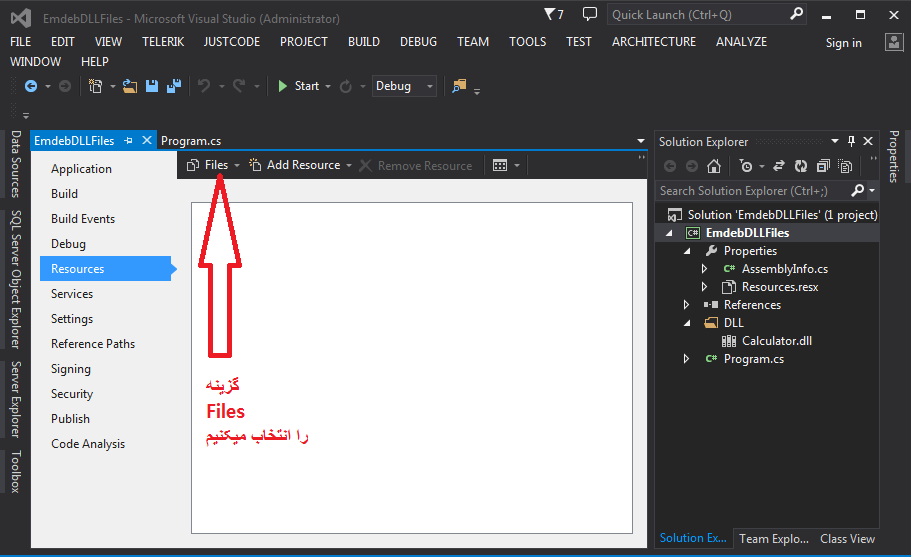 EmdebDLLFiles - Microsoft Visual Studio (Administrator)
7
Quick Launch (Ctrl+Q)
FILE EDIT VIEW TELERIK JUSTCODE PROJECT BUILD DEBUG TEAM TOOLS TEST ARCHITECTURE ANALYZE Sign in
WINDOW HELP
Start Debug
Data Sources
SQL Server Object Explorer
Server Explorer
Toolbox
EmdebDLLFiles Program.cs
Application
Build
Build Events
Debug
Resources
Services
Settings
Reference Paths
Signing
Security
Publish
Code Analysis
Files Add Resource Remove Resource
گزینه
Files
را انتخاب میکنیم
Solution Explorer
Search Solution Explorer (Ctrl+;)
Solution 'EmdebDLLFiles' (1 project)
C# EmdebDLLFiles
Properties
C# AssemblyInfo.cs
Resources.resx
References
DLL
Calculator.dll
C# Program.cs
Solution Ex... Team Explo... Class View
Properties